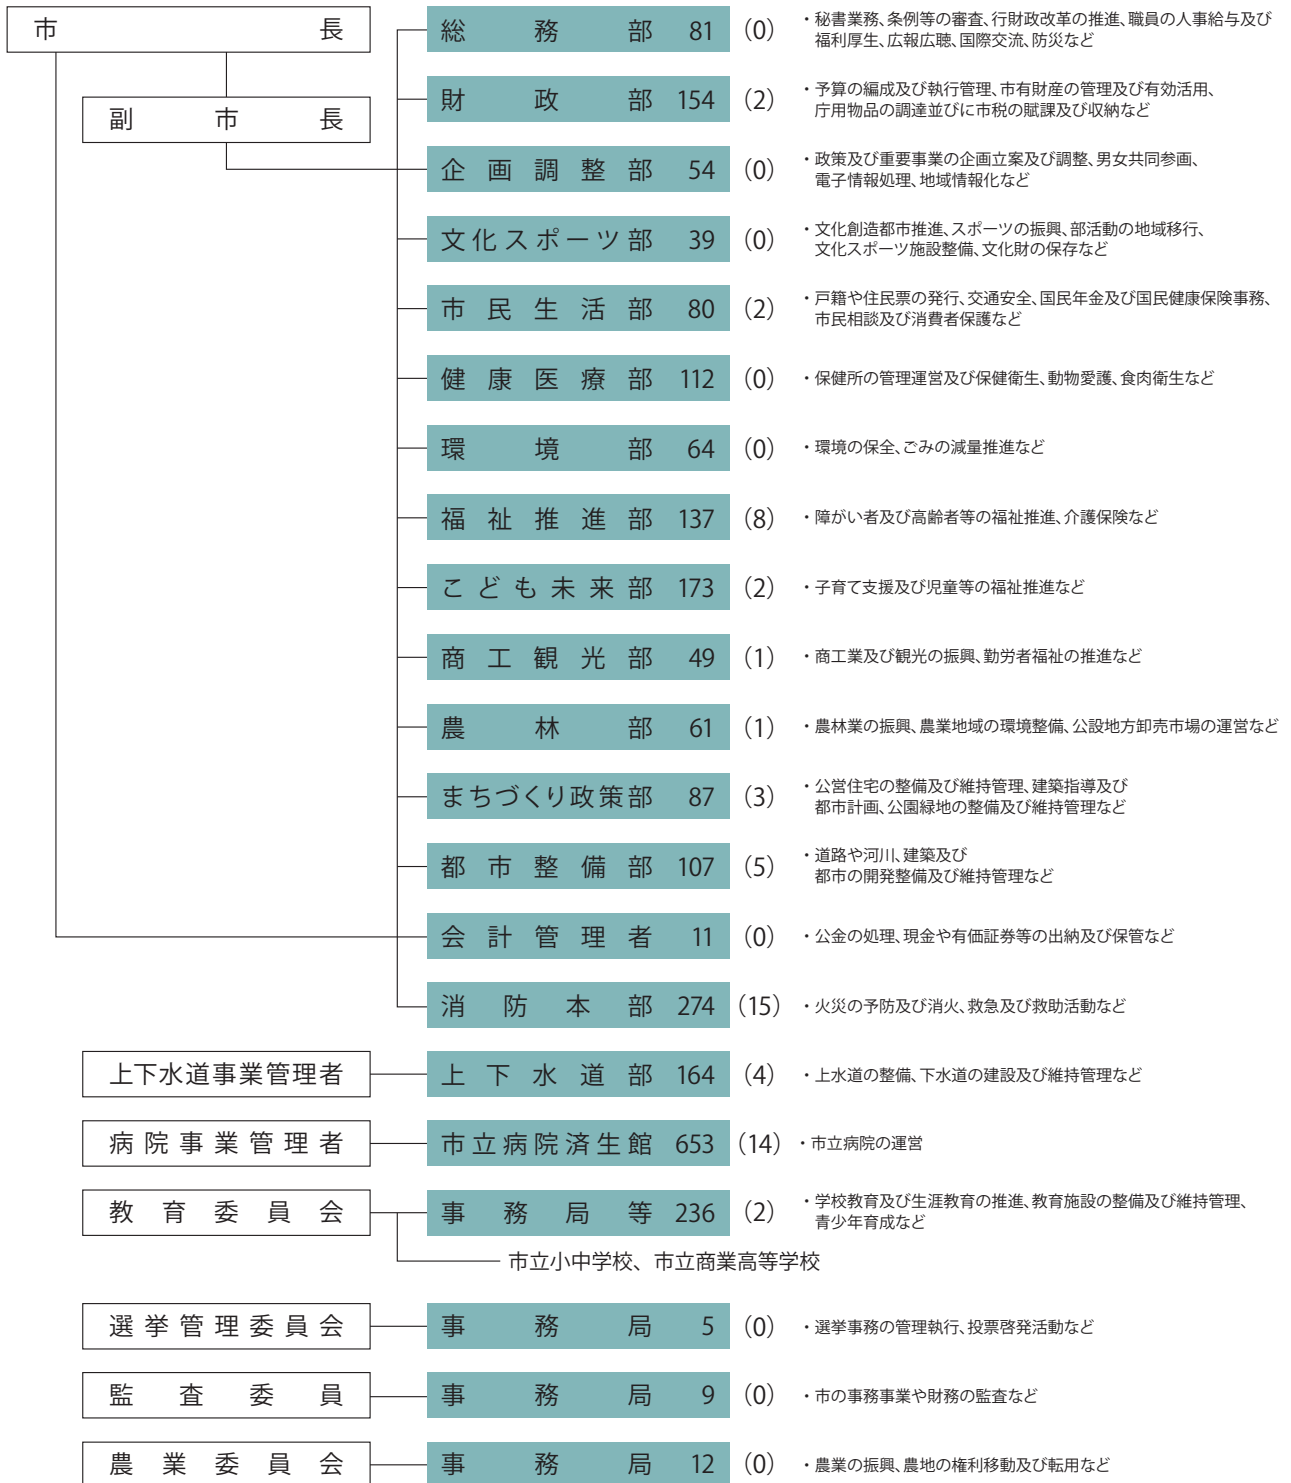 市長
副市長
総務部 81 (0) ・秘書業務、条例等の審査、行財政改革の推進、職員の人事給与及び
福利厚生、広報広聴、国際交流、防災など
財政部 154 (2) ・予算の編成及び執行管理、市有財産の管理及び有効活用、
庁用物品の調達並びに市税の賦課及び収納など
企画調整部 54 (0) ・政策及び重要事業の企画立案及び調整、男女共同参画、
電子情報処理、地域情報化など
文化スポーツ部 39 (0) ・文化創造都市推進、スポーツの振興、部活動の地域移行、
文化スポーツ施設整備、文化財の保存など
市民生活部 80 (2) ・戸籍や住民票の発行、交通安全、国民年金及び国民健康保険事務、
市民相談及び消費者保護など
健康医療部 112 (0) ・保健所の管理運営及び保健衛生、動物愛護、食肉衛生など
環境部 64 (0) ・環境の保全、ごみの減量推進など
福祉推進部 137 (8) ・障がい者及び高齢者等の福祉推進、介護保険など
こども未来部 173 (2) ・子育て支援及び児童等の福祉推進など
商工観光部 49 (1) ・商工業及び観光の振興、勤労者福祉の推進など
農林部 61 (1) ・農林業の振興、農業地域の環境整備、公設地方卸売市場の運営など
まちづくり政策部 87 (3) ・公営住宅の整備及び維持管理、建築指導及び
都市計画、公園緑地の整備及び維持管理など
都市整備部 107 (5) ・道路や河川、建築及び
都市の開発整備及び維持管理など
会計管理者 11 (0) ・公金の処理、現金や有価証券等の出納及び保管など
消防本部 274 (15) ・火災の予防及び消火、救急及び救助活動など
上下水道事業管理者 上下水道部 164 (4) ・上水道の整備、下水道の建設及び維持管理など
病院事業管理者 市立病院済生館 653 (14) ・市立病院の運営
教育委員会 事務局等 236 (2) ・学校教育及び生涯教育の推進、教育施設の整備及び維持管理、
青少年育成など
市立小中学校、市立商業高等学校
選挙管理委員会 事務局 5 (0) ・選挙事務の管理執行、投票啓発活動など
監査委員 事務局 9 (0) ・市の事務事業や財務の監査など
農業委員会 事務局 12 (0) ・農業の振興、農地の権利移動及び転用など